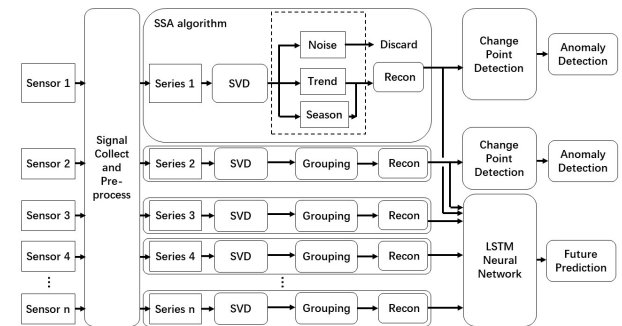 SSA algorithm
Sensor 1
Signal
Collect
and
Pre-
process
Series 1
SVD
Noise
Discard
Trend
Season
Recon
Change
Point
Detection
Anomaly
Detection
Sensor 2
Series 2
SVD
Grouping
Recon
Change
Point
Detection
Anomaly
Detection
Sensor 3
Series 3
SVD
Grouping
Recon
Sensor 4
Series 4
SVD
Grouping
Recon
LSTM
Neural
Network
Future
Prediction
⋮
⋮
Sensor n
Series n
SVD
Grouping
Recon